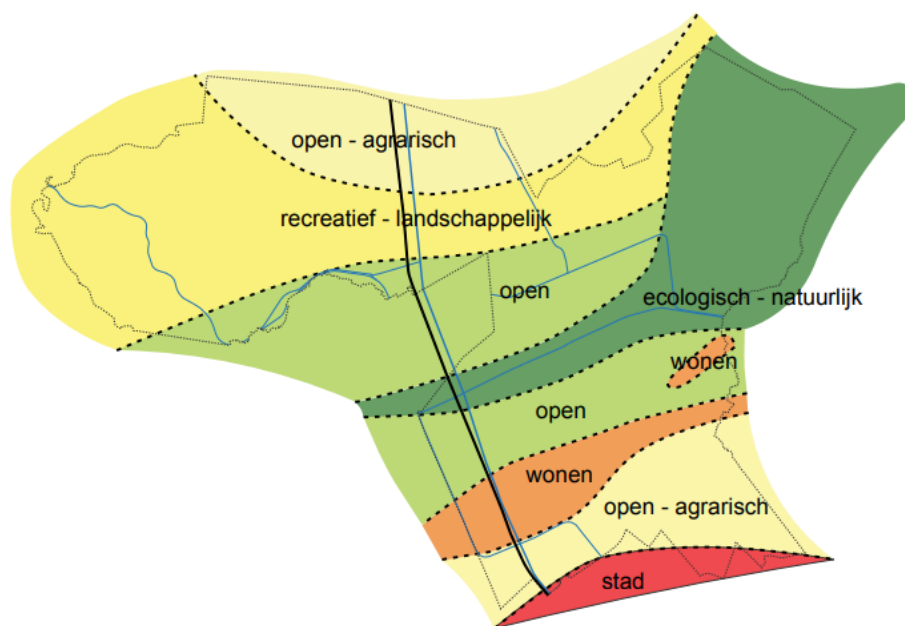 open - agrarisch
recreatief - landschappelijk
open
ecologisch - natuurlijk
wonen
open
wonen
open - agrarisch
stad